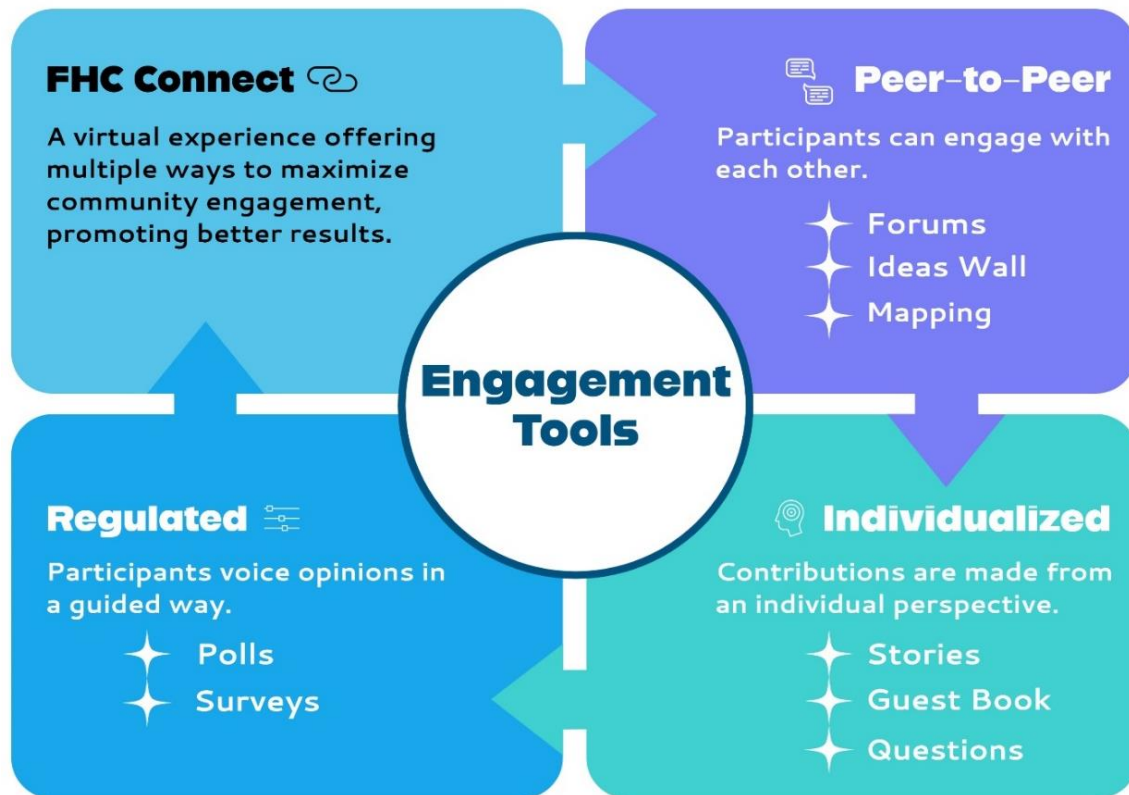 FHC Connect
A virtual experience offering
multiple ways to maximize
community engagement,
promoting better results.
Peer-to-Peer
Participants can engage with
each other.
Forums
Ideas Wall
Mapping
Engagement
Tools
Regulated
Participants voice opinions in
a guided way.
Polls
Surveys
Individualized
Contributions are made from
an individual perspective.
Stories
Guest Book
Questions